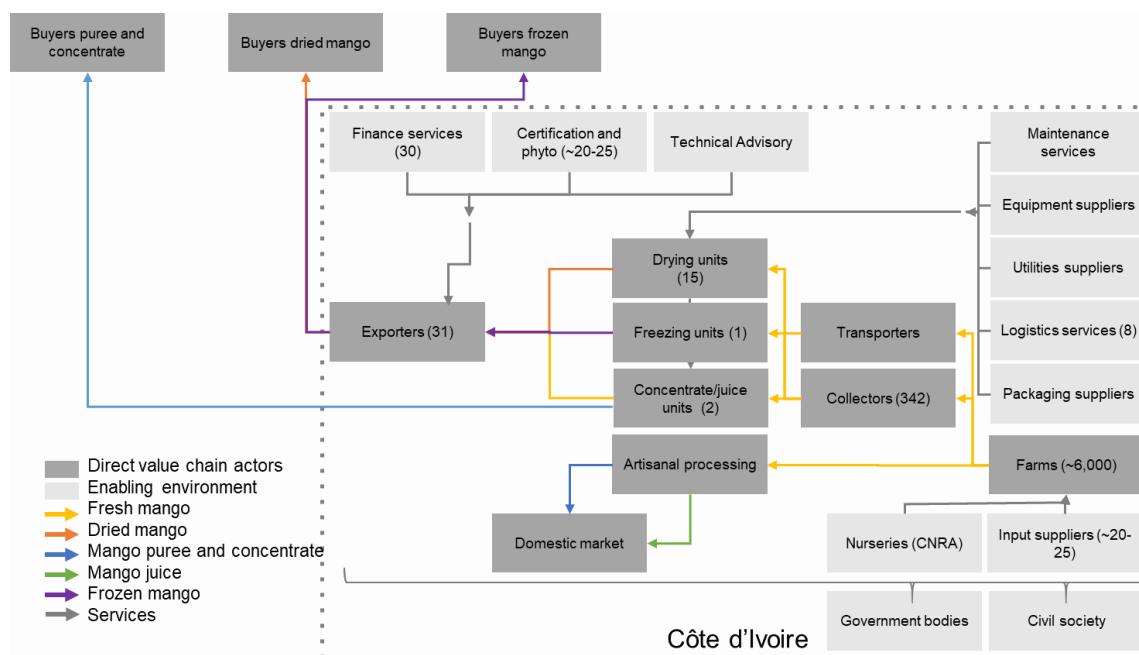 Buyers puree and
concentrate
Buyers dried mango
Buyers frozen
mango
Finance services
(30)
Certification and
phyto (~20-25)
Technical Advisory
Maintenance
services
Equipment suppliers
Utilities suppliers
Logistics services (8)
Packaging suppliers
Drying units
(15)
Exporters (31)
Freezing units (1)
Transporters
Concentrate/juice
units (2)
Collectors (342)
Artisanal processing
Farms (~6,000)
Domestic market
Nurseries (CNRA)
Input suppliers (~20-
25)
Government bodies
Civil society
Côte d'Ivoire
Direct value chain actors
Enabling environment
Fresh mango
Dried mango
Mango puree and concentrate
Mango juice
Frozen mango
Services